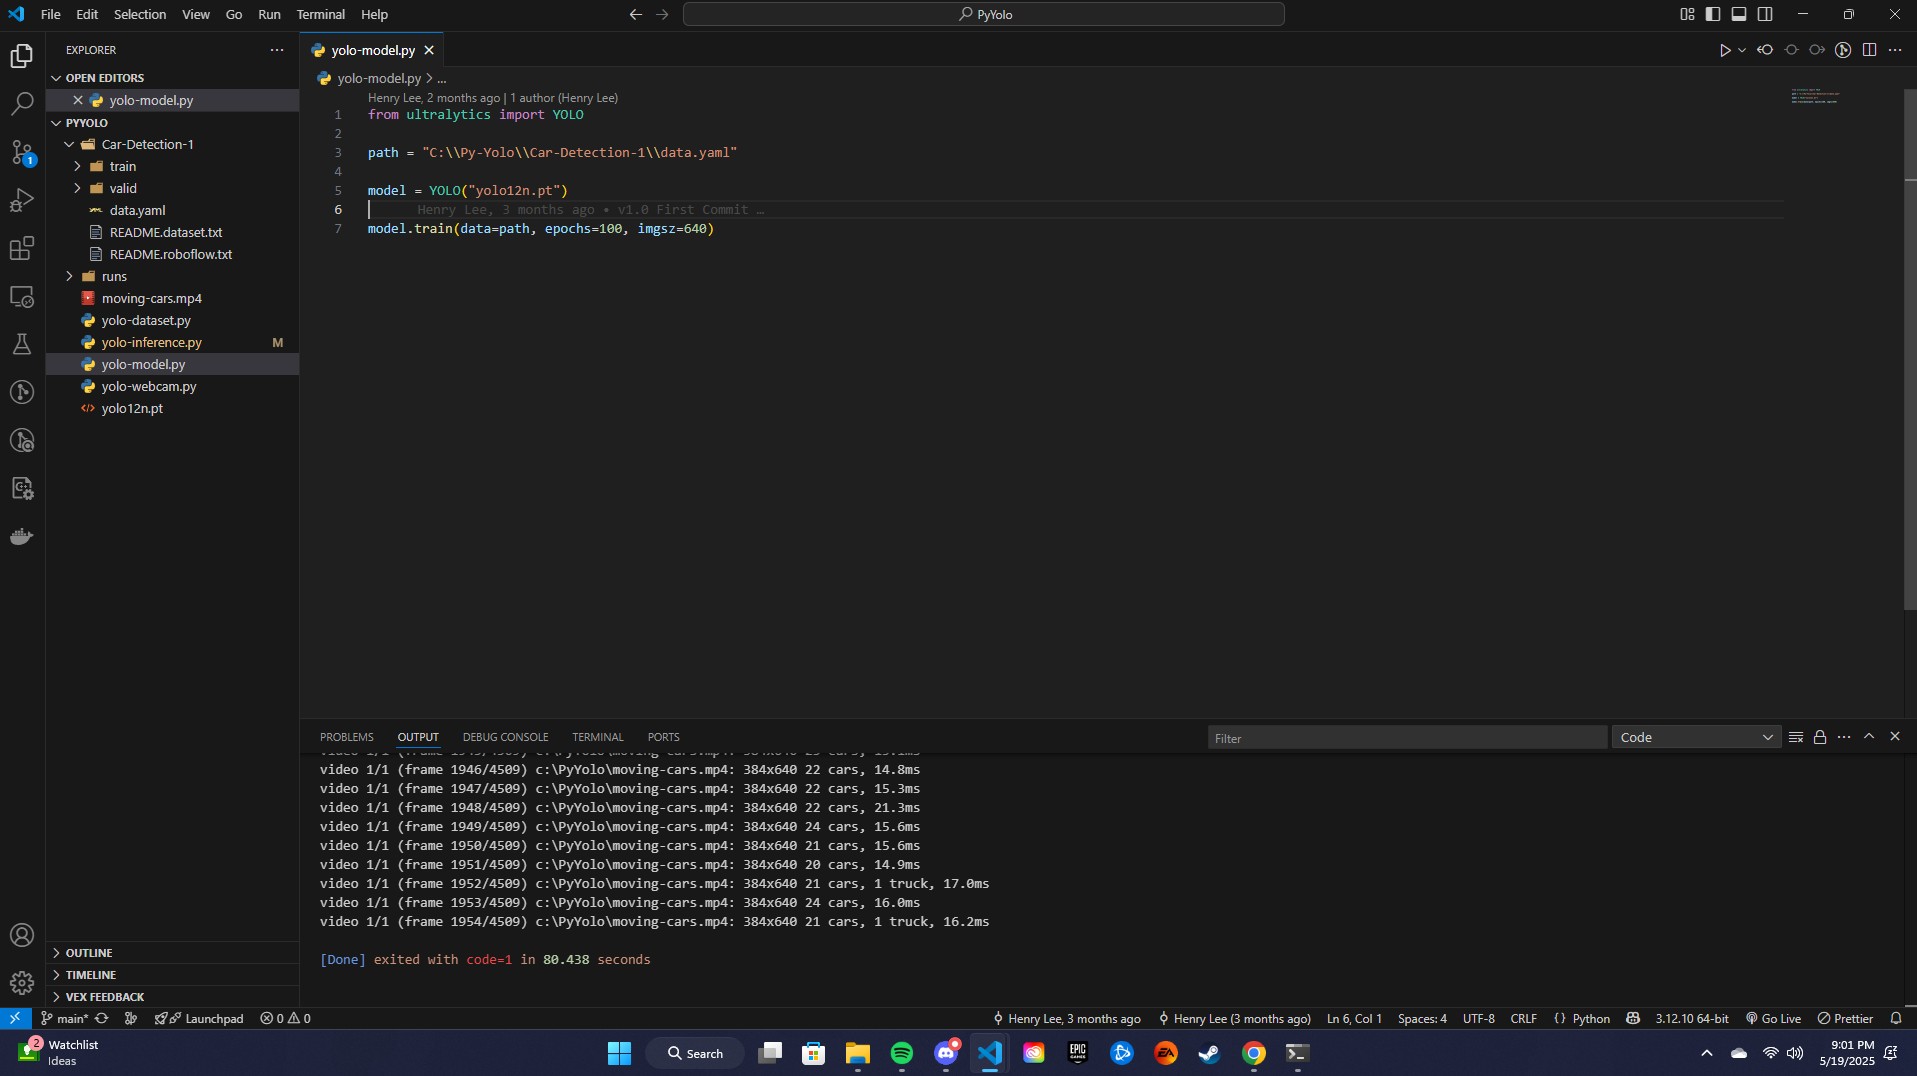 File Edit Selection View Go Run Terminal Help
PyYolo
EXPLORER
OPEN EDITORS
yolo-model.py
PYYOLO
Car-Detection-1
train
valid
data.yaml
README.dataset.txt
README.roboflow.txt
runs
moving-cars.mp4
yolo-dataset.py
yolo-inference.py M
yolo-model.py
yolo-webcam.py
yolo12n.pt
OUTLINE
TIMELINE
VEX FEEDBACK
1
yolo-model.py
yolo-model.py > ...
Henry Lee, 2 months ago | 1 author (Henry Lee)
1 from ultralytics import YOLO
2
3 path = "C:\\Py-Yolo\\Car-Detection-1\\data.yaml"
4
5 model = YOLO("yolo12n.pt")
6 Henry Lee, 3 months ago • v1.0 First Commit …
7 model.train(data=path, epochs=100, imgsz=640)
PROBLEMS OUTPUT DEBUG CONSOLE TERMINAL PORTS
Filter
Code
video 1/1 (frame 1946/4509) c:\PyYolo\moving-cars.mp4: 384x640 22 cars, 14.8ms
video 1/1 (frame 1947/4509) c:\PyYolo\moving-cars.mp4: 384x640 22 cars, 15.3ms
video 1/1 (frame 1948/4509) c:\PyYolo\moving-cars.mp4: 384x640 22 cars, 21.3ms
video 1/1 (frame 1949/4509) c:\PyYolo\moving-cars.mp4: 384x640 24 cars, 15.6ms
video 1/1 (frame 1950/4509) c:\PyYolo\moving-cars.mp4: 384x640 21 cars, 15.6ms
video 1/1 (frame 1951/4509) c:\PyYolo\moving-cars.mp4: 384x640 20 cars, 14.9ms
video 1/1 (frame 1952/4509) c:\PyYolo\moving-cars.mp4: 384x640 21 cars, 1 truck, 17.0ms
video 1/1 (frame 1953/4509) c:\PyYolo\moving-cars.mp4: 384x640 24 cars, 16.0ms
video 1/1 (frame 1954/4509) c:\PyYolo\moving-cars.mp4: 384x640 21 cars, 1 truck, 16.2ms
[Done] exited with code=1 in 80.438 seconds
main* Launchpad 0 0 Henry Lee, 3 months ago Henry Lee (3 months ago) Ln 6, Col 1 Spaces: 4 UTF-8 CRLF {} Python 3.12.10 64-bit Go Live Prettier
2
Watchlist
Ideas
Search
EPIC GAMES
EA
9:01 PM
5/19/2025